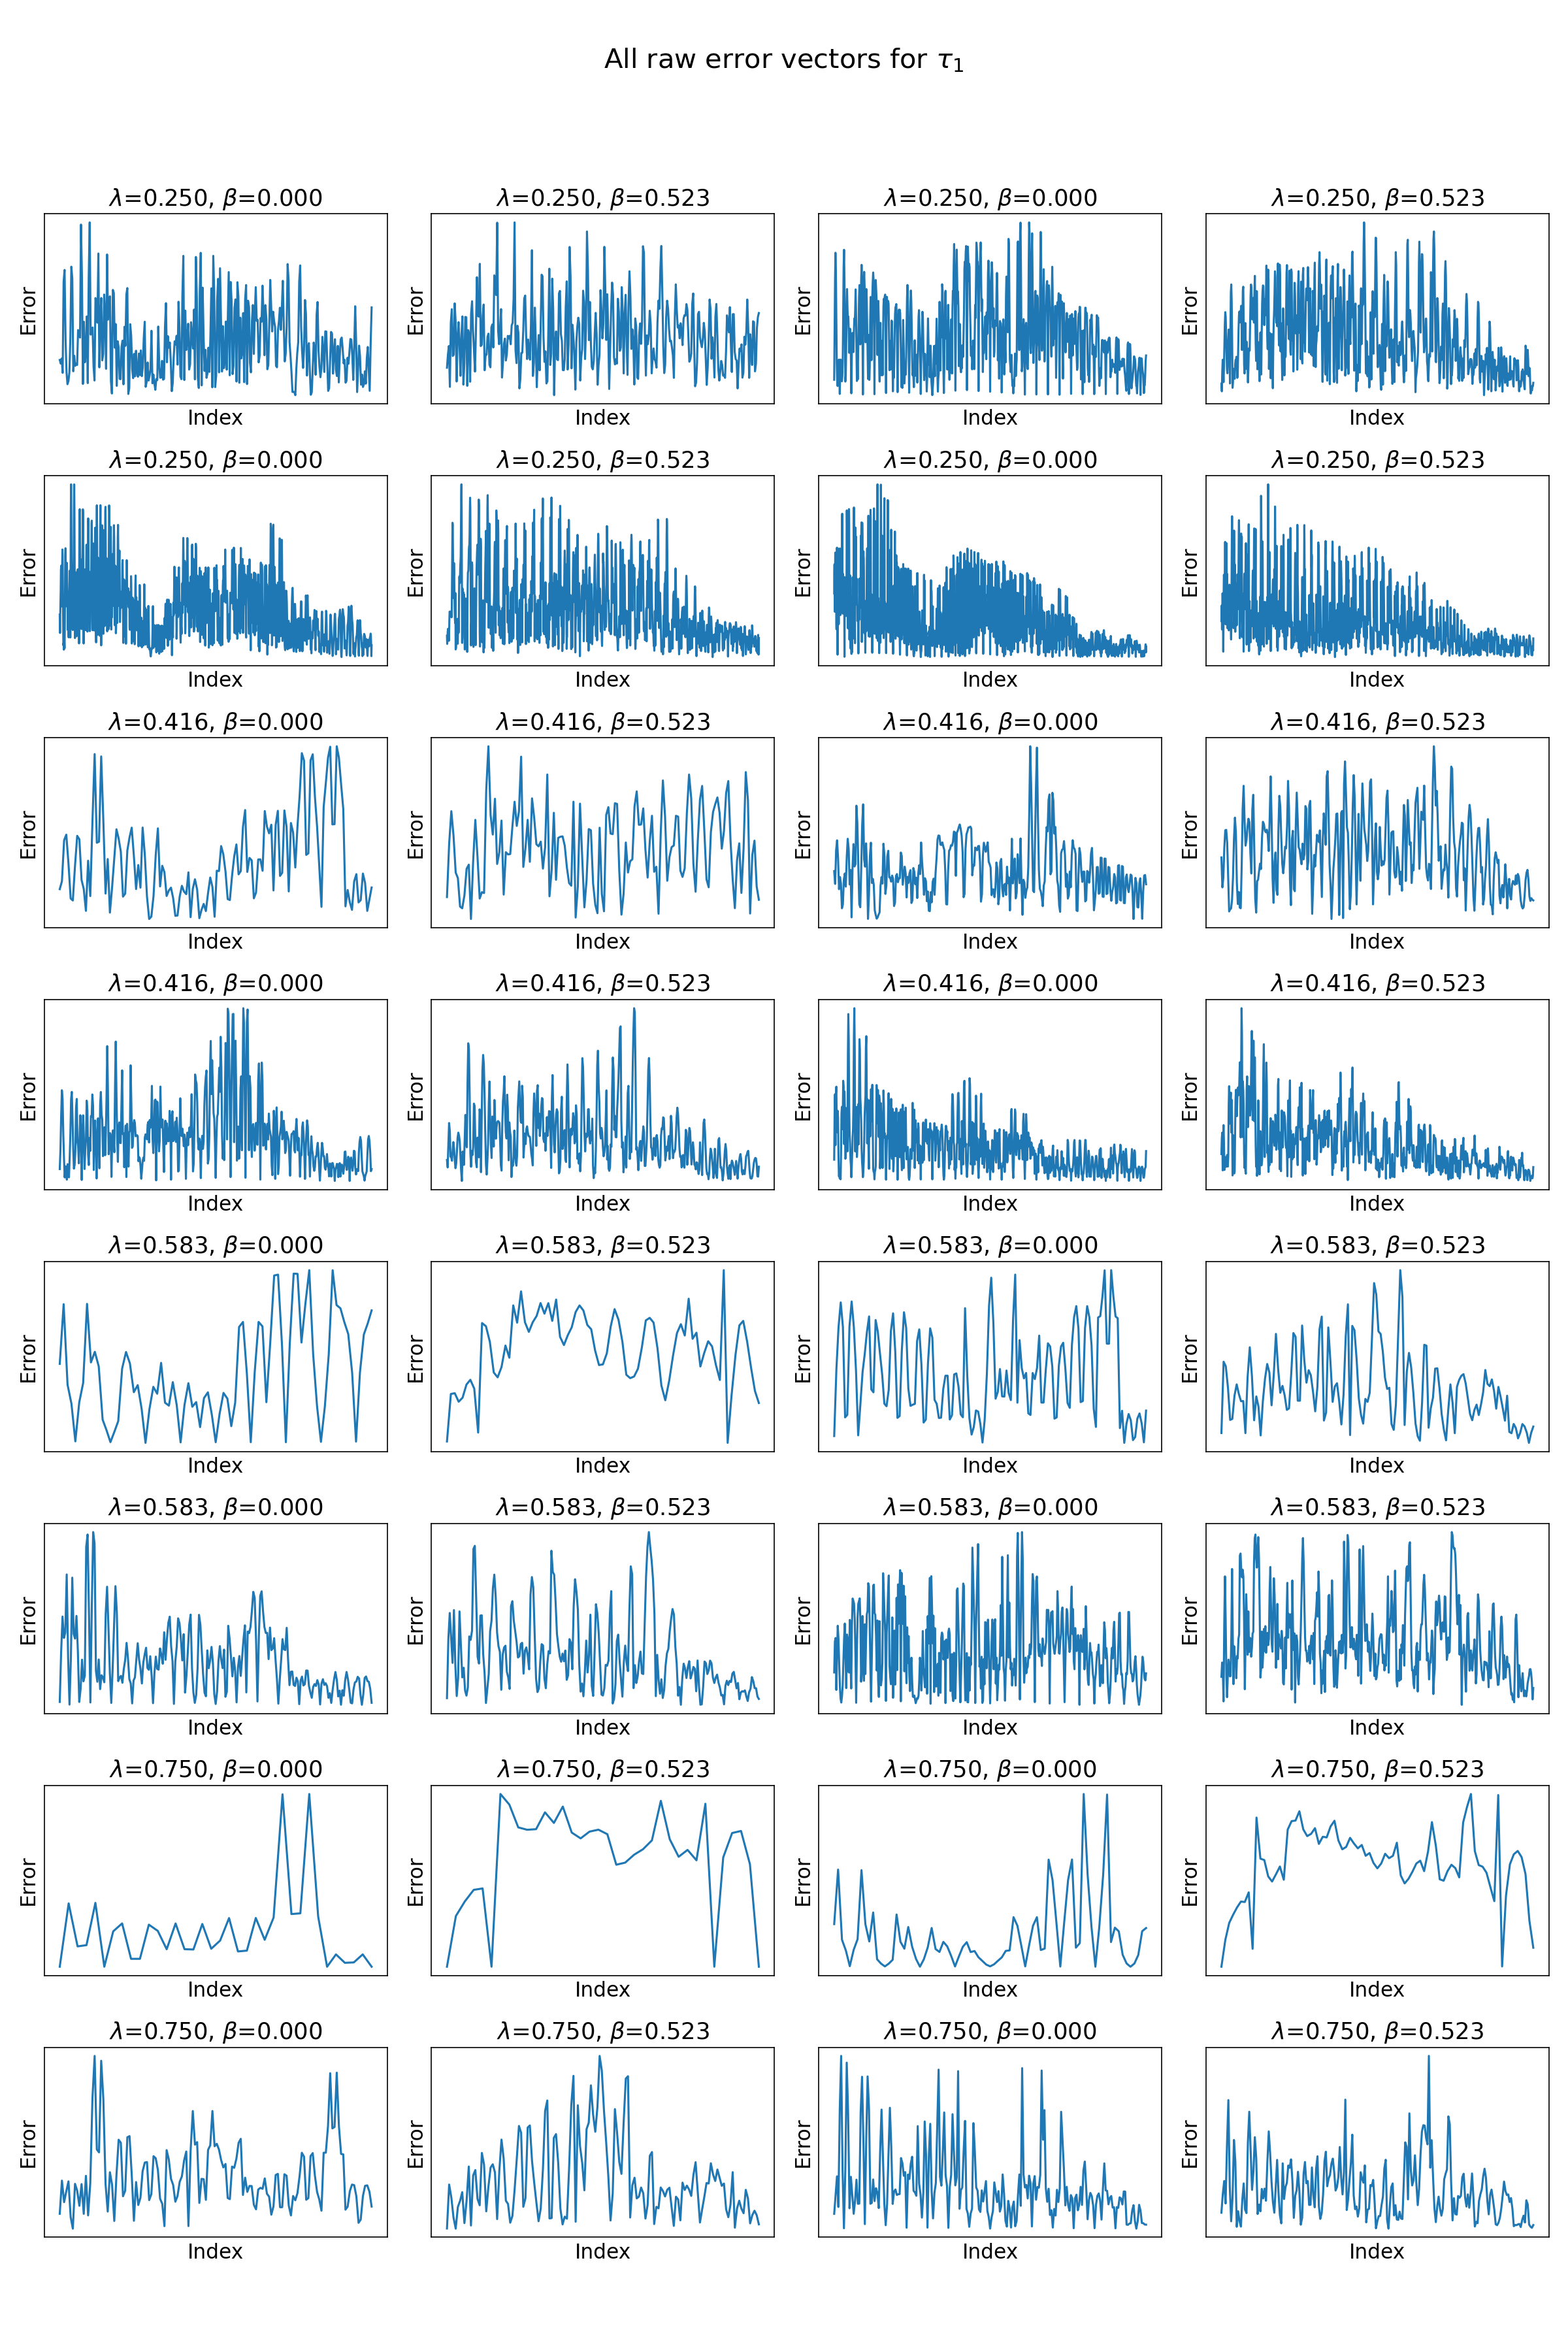 All raw error vectors for τ₁
λ=0.250, β=0.000 λ=0.250, β=0.523 λ=0.250, β=0.000 λ=0.250, β=0.523
Error Error Error Error
Index Index Index Index
λ=0.250, β=0.000 λ=0.250, β=0.523 λ=0.250, β=0.000 λ=0.250, β=0.523
Error Error Error Error
Index Index Index Index
λ=0.416, β=0.000 λ=0.416, β=0.523 λ=0.416, β=0.000 λ=0.416, β=0.523
Error Error Error Error
Index Index Index Index
λ=0.416, β=0.000 λ=0.416, β=0.523 λ=0.416, β=0.000 λ=0.416, β=0.523
Error Error Error Error
Index Index Index Index
λ=0.583, β=0.000 λ=0.583, β=0.523 λ=0.583, β=0.000 λ=0.583, β=0.523
Error Error Error Error
Index Index Index Index
λ=0.583, β=0.000 λ=0.583, β=0.523 λ=0.583, β=0.000 λ=0.583, β=0.523
Error Error Error Error
Index Index Index Index
λ=0.750, β=0.000 λ=0.750, β=0.523 λ=0.750, β=0.000 λ=0.750, β=0.523
Error Error Error Error
Index Index Index Index
λ=0.750, β=0.000 λ=0.750, β=0.523 λ=0.750, β=0.000 λ=0.750, β=0.523
Error Error Error Error
Index Index Index Index